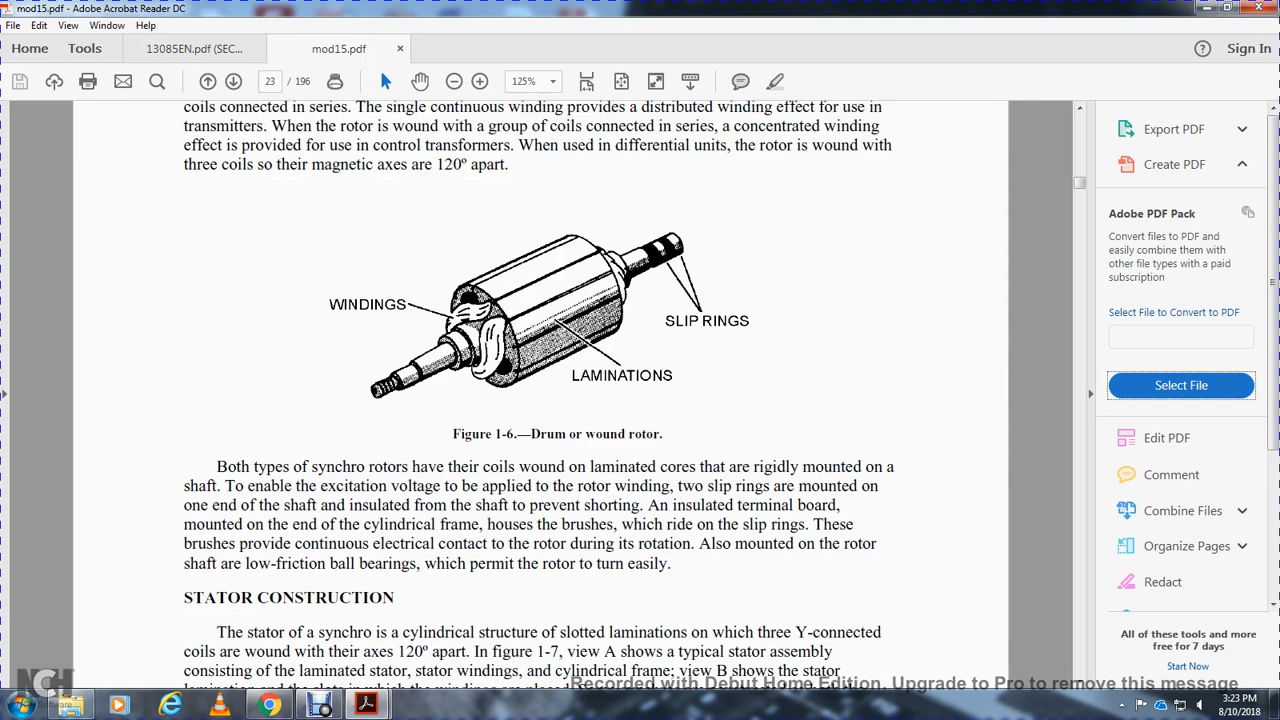 mod15.pdf - Adobe Acrobat Reader DC
File Edit View Window Help
Home Tools 13085EN.pdf (SEC... mod15.pdf × Sign In
23 / 196 125%
coils connected in series. The single continuous winding provides a distributed winding effect for use in
transmitters. When the rotor is wound with a group of coils connected in series, a concentrated winding
effect is provided for use in control transformers. When used in differential units, the rotor is wound with
three coils so their magnetic axes are 120º apart.
WINDINGS
SLIP RINGS
LAMINATIONS
Figure 1-6.—Drum or wound rotor.
Both types of synchro rotors have their coils wound on laminated cores that are rigidly mounted on a
shaft. To enable the excitation voltage to be applied to the rotor winding, two slip rings are mounted on
one end of the shaft and insulated from the shaft to prevent shorting. An insulated terminal board,
mounted on the end of the cylindrical frame, houses the brushes, which ride on the slip rings. These
brushes provide continuous electrical contact to the rotor during its rotation. Also mounted on the rotor
shaft are low-friction ball bearings, which permit the rotor to turn easily.
STATOR CONSTRUCTION
The stator of a synchro is a cylindrical structure of slotted laminations on which three Y-connected
coils are wound with their axes 120º apart. In figure 1-7, view A shows a typical stator assembly
consisting of the laminated stator, stator windings, and cylindrical frame; view B shows the stator
Export PDF
Create PDF
Adobe PDF Pack
Convert files to PDF and
easily combine them with
other file types with a paid
subscription
Select File to Convert to PDF
Select File
Edit PDF
Comment
Combine Files
Organize Pages
Redact
All of these tools and more
free for 7 days
Start Now
Recorded with Debut Home Edition. Upgrade to Pro to remove this message
NCH
Software
3:23 PM
8/10/2018